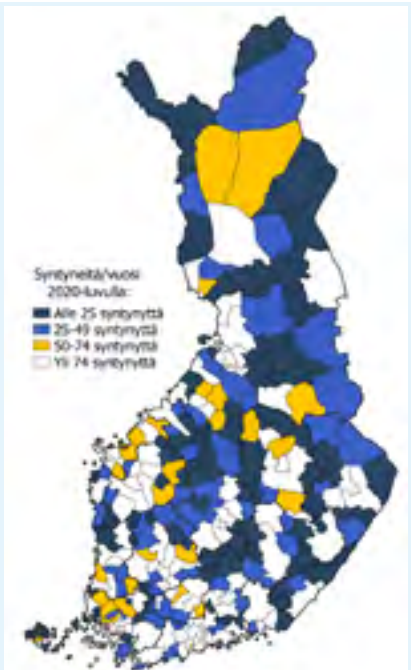 Syntyneitä/vuosi
2020-luvulla:
Alle 25 syntynyttä
25-49 syntynyttä
50-74 syntynyttä
Yli 74 syntynyttä